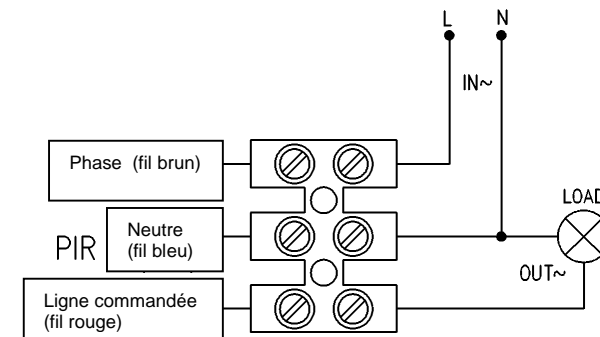 L N
IN~
Phase (fil brun)
LOAD
Neutre
(fil bleu)
PIR
OUT~
Ligne commandée
(fil rouge)